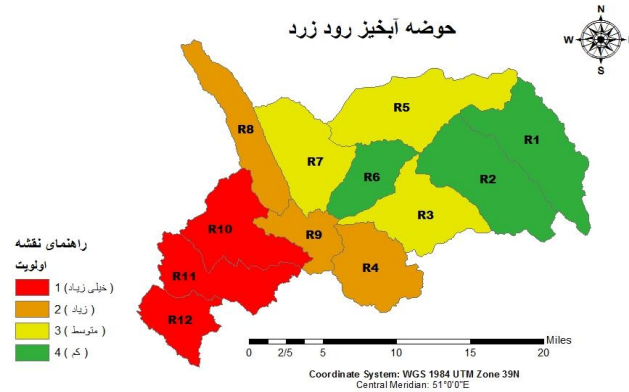 حوضه آبخیز رود زرد
N
W
E
S
R5
R8
R1
R7
R6
R2
R3
R10
R9
R4
R11
R12
راهنمای نقشه
اولویت
1 (خیلی زیاد)
2 (زیاد)
3 (متوسط)
4 (کم)
Miles
0 2/5 5 10 15 20
Coordinate System: WGS 1984 UTM Zone 39N
Central Meridian: 51°0'0"E